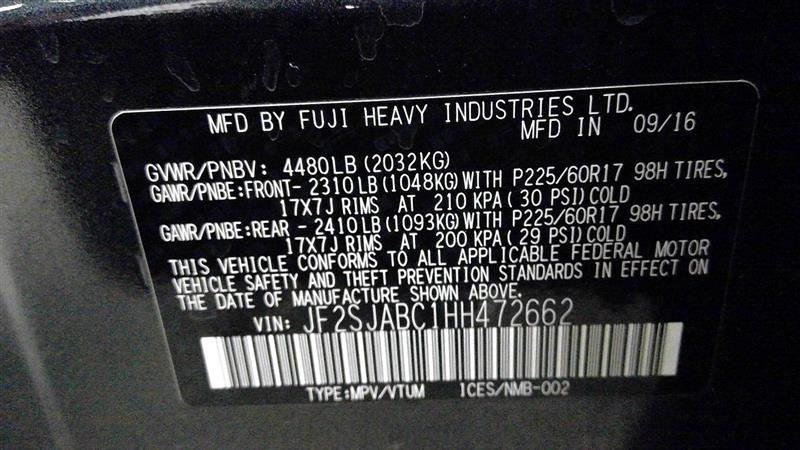 MFD BY FUJI HEAVY INDUSTRIES LTD.
MFD IN 09/16
GVWR/PNBV: 4480LB(2032KG)
GAWR/PNBE:FRONT- 2310LB(1048KG)WITH P225/60R17 98H TIRES,
17X7J RIMS AT 210 KPA( 30 PSI)COLD
GAWR/PNBE:REAR - 2410LB(1093KG)WITH P225/60R17 98H TIRES,
17X7J RIMS AT 200 KPA( 29 PSI)COLD
THIS VEHICLE CONFORMS TO ALL APPLICABLE FEDERAL MOTOR
VEHICLE SAFETY AND THEFT PREVENTION STANDARDS IN EFFECT ON
THE DATE OF MANUFACTURE SHOWN ABOVE.
VIN: JF2SJABC1HH472662
TYPE:MPV/VTUM ICES/NMB-002